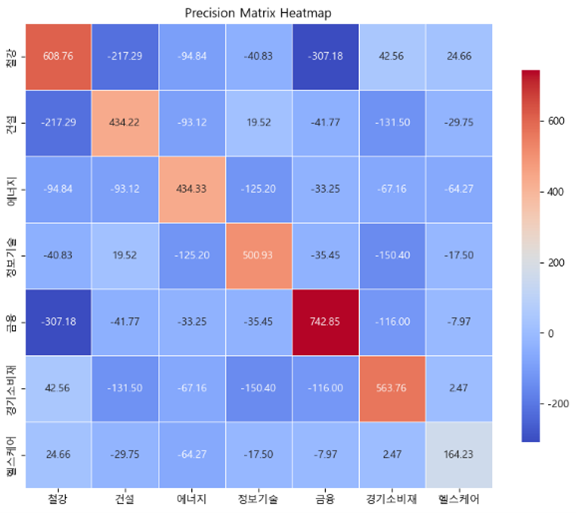 Precision Matrix Heatmap
철강 608.76 -217.29 -94.84 -40.83 -307.18 42.56 24.66
건설 -217.29 434.22 -93.12 19.52 -41.77 -131.50 -29.75
에너지 -94.84 -93.12 434.33 -125.20 -33.25 -67.16 -64.27
정보기술 -40.83 19.52 -125.20 500.93 -35.45 -150.40 -17.50
금융 -307.18 -41.77 -33.25 -35.45 742.85 -116.00 -7.97
경기소비재 42.56 -131.50 -67.16 -150.40 -116.00 563.76 2.47
헬스케어 24.66 -29.75 -64.27 -17.50 -7.97 2.47 164.23
철강 건설 에너지 정보기술 금융 경기소비재 헬스케어
600
400
200
0
-200